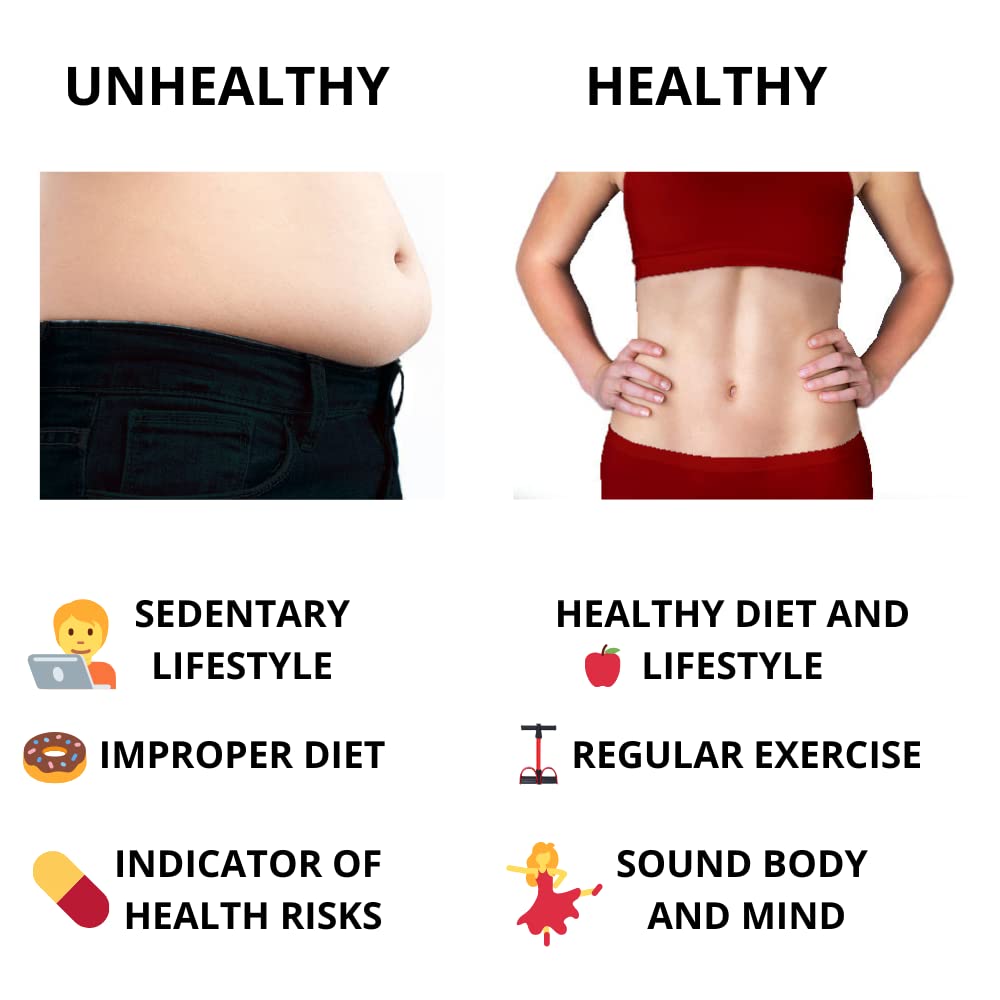 UNHEALTHY
HEALTHY
SEDENTARY
LIFESTYLE
IMPROPER DIET
INDICATOR OF
HEALTH RISKS
HEALTHY DIET AND
LIFESTYLE
REGULAR EXERCISE
SOUND BODY
AND MIND